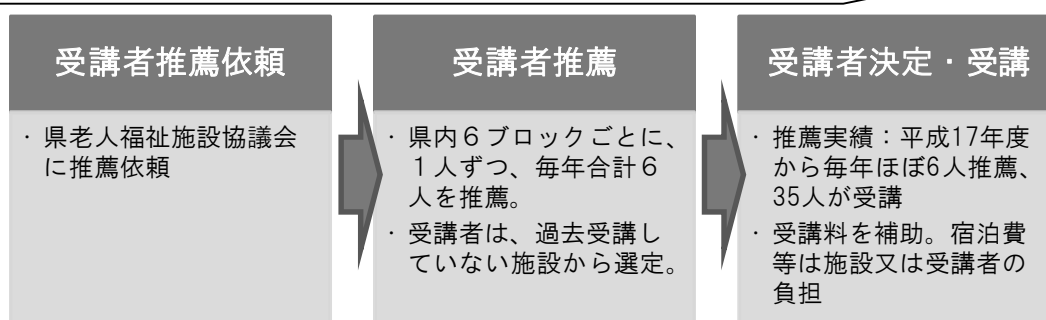 受講者推薦依頼
・県老人福祉施設協議会
に推薦依頼
受講者推薦
・県内６ブロックごとに、
１人ずつ、毎年合計６
人を推薦。
・受講者は、過去受講し
ていない施設から選定。
受講者決定・受講
・推薦実績：平成17年度
から毎年ほぼ6人推薦、
35人が受講
・受講料を補助。宿泊費
等は施設又は受講者の
負担